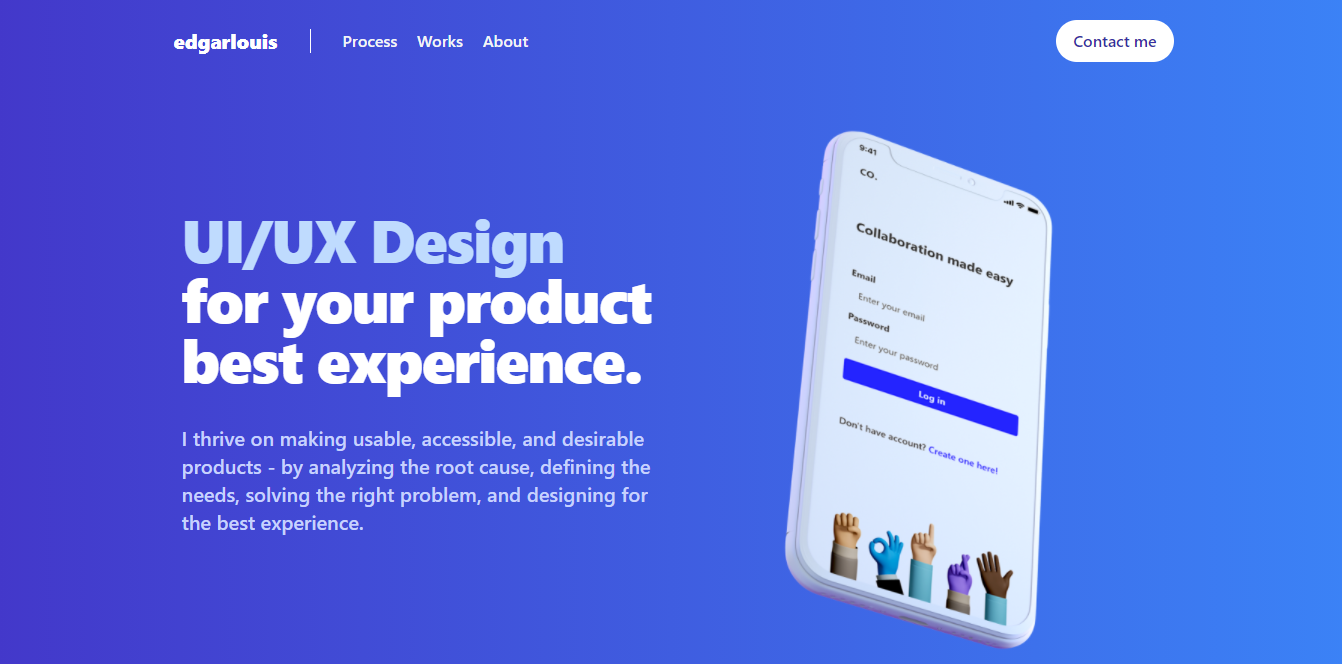 edgarlouis
Process
Works
About
Contact me
UI/UX Design
for your product
best experience.
I thrive on making usable, accessible, and desirable
products - by analyzing the root cause, defining the
needs, solving the right problem, and designing for
the best experience.
9:41
CO.
Collaboration made easy
Email
Enter your email
Password
Enter your password
Log in
Don't have account? Create one here!